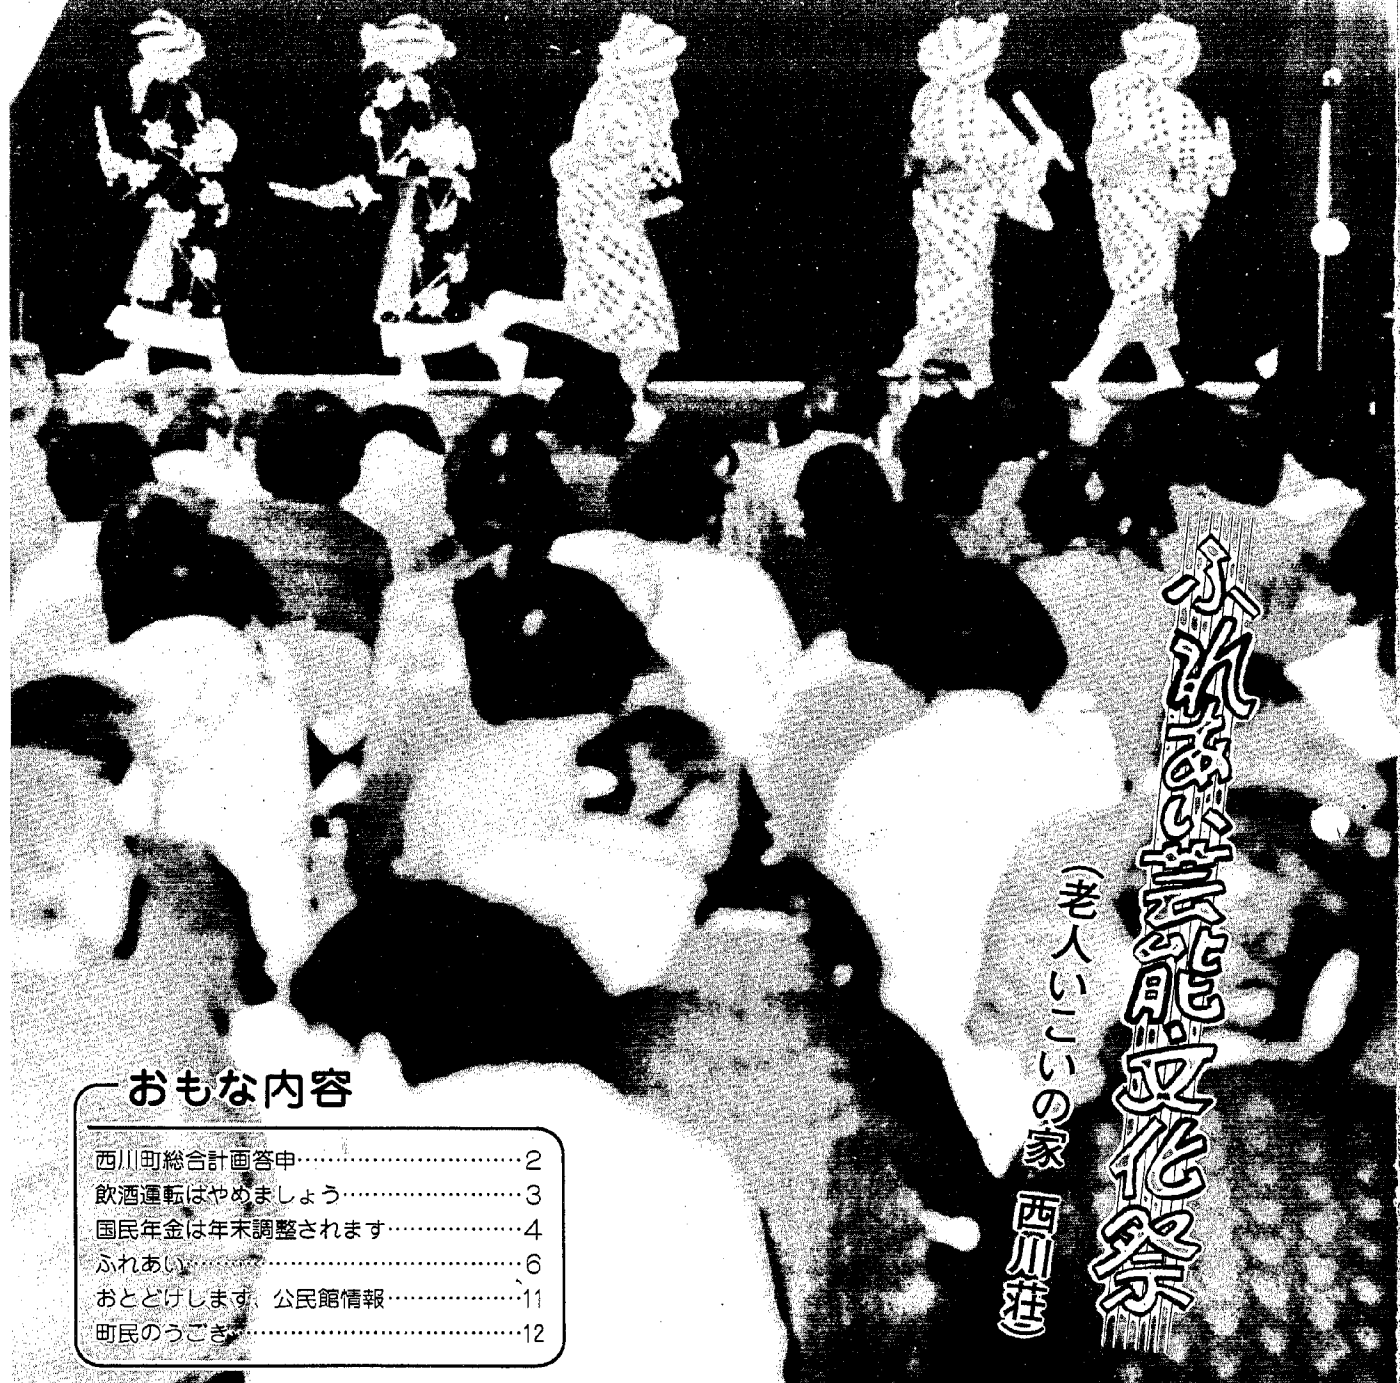 ふれあい芸能・文化祭
(老人いこいの家 西川荘)
おもな内容
西川町総合計画答申……………………2
飲酒運転はやめましょう………………3
国民年金は年末調整されます…………4
ふれあい…………………………………6
おとどけします、公民館情報…………11
町民のうごき……………………………12